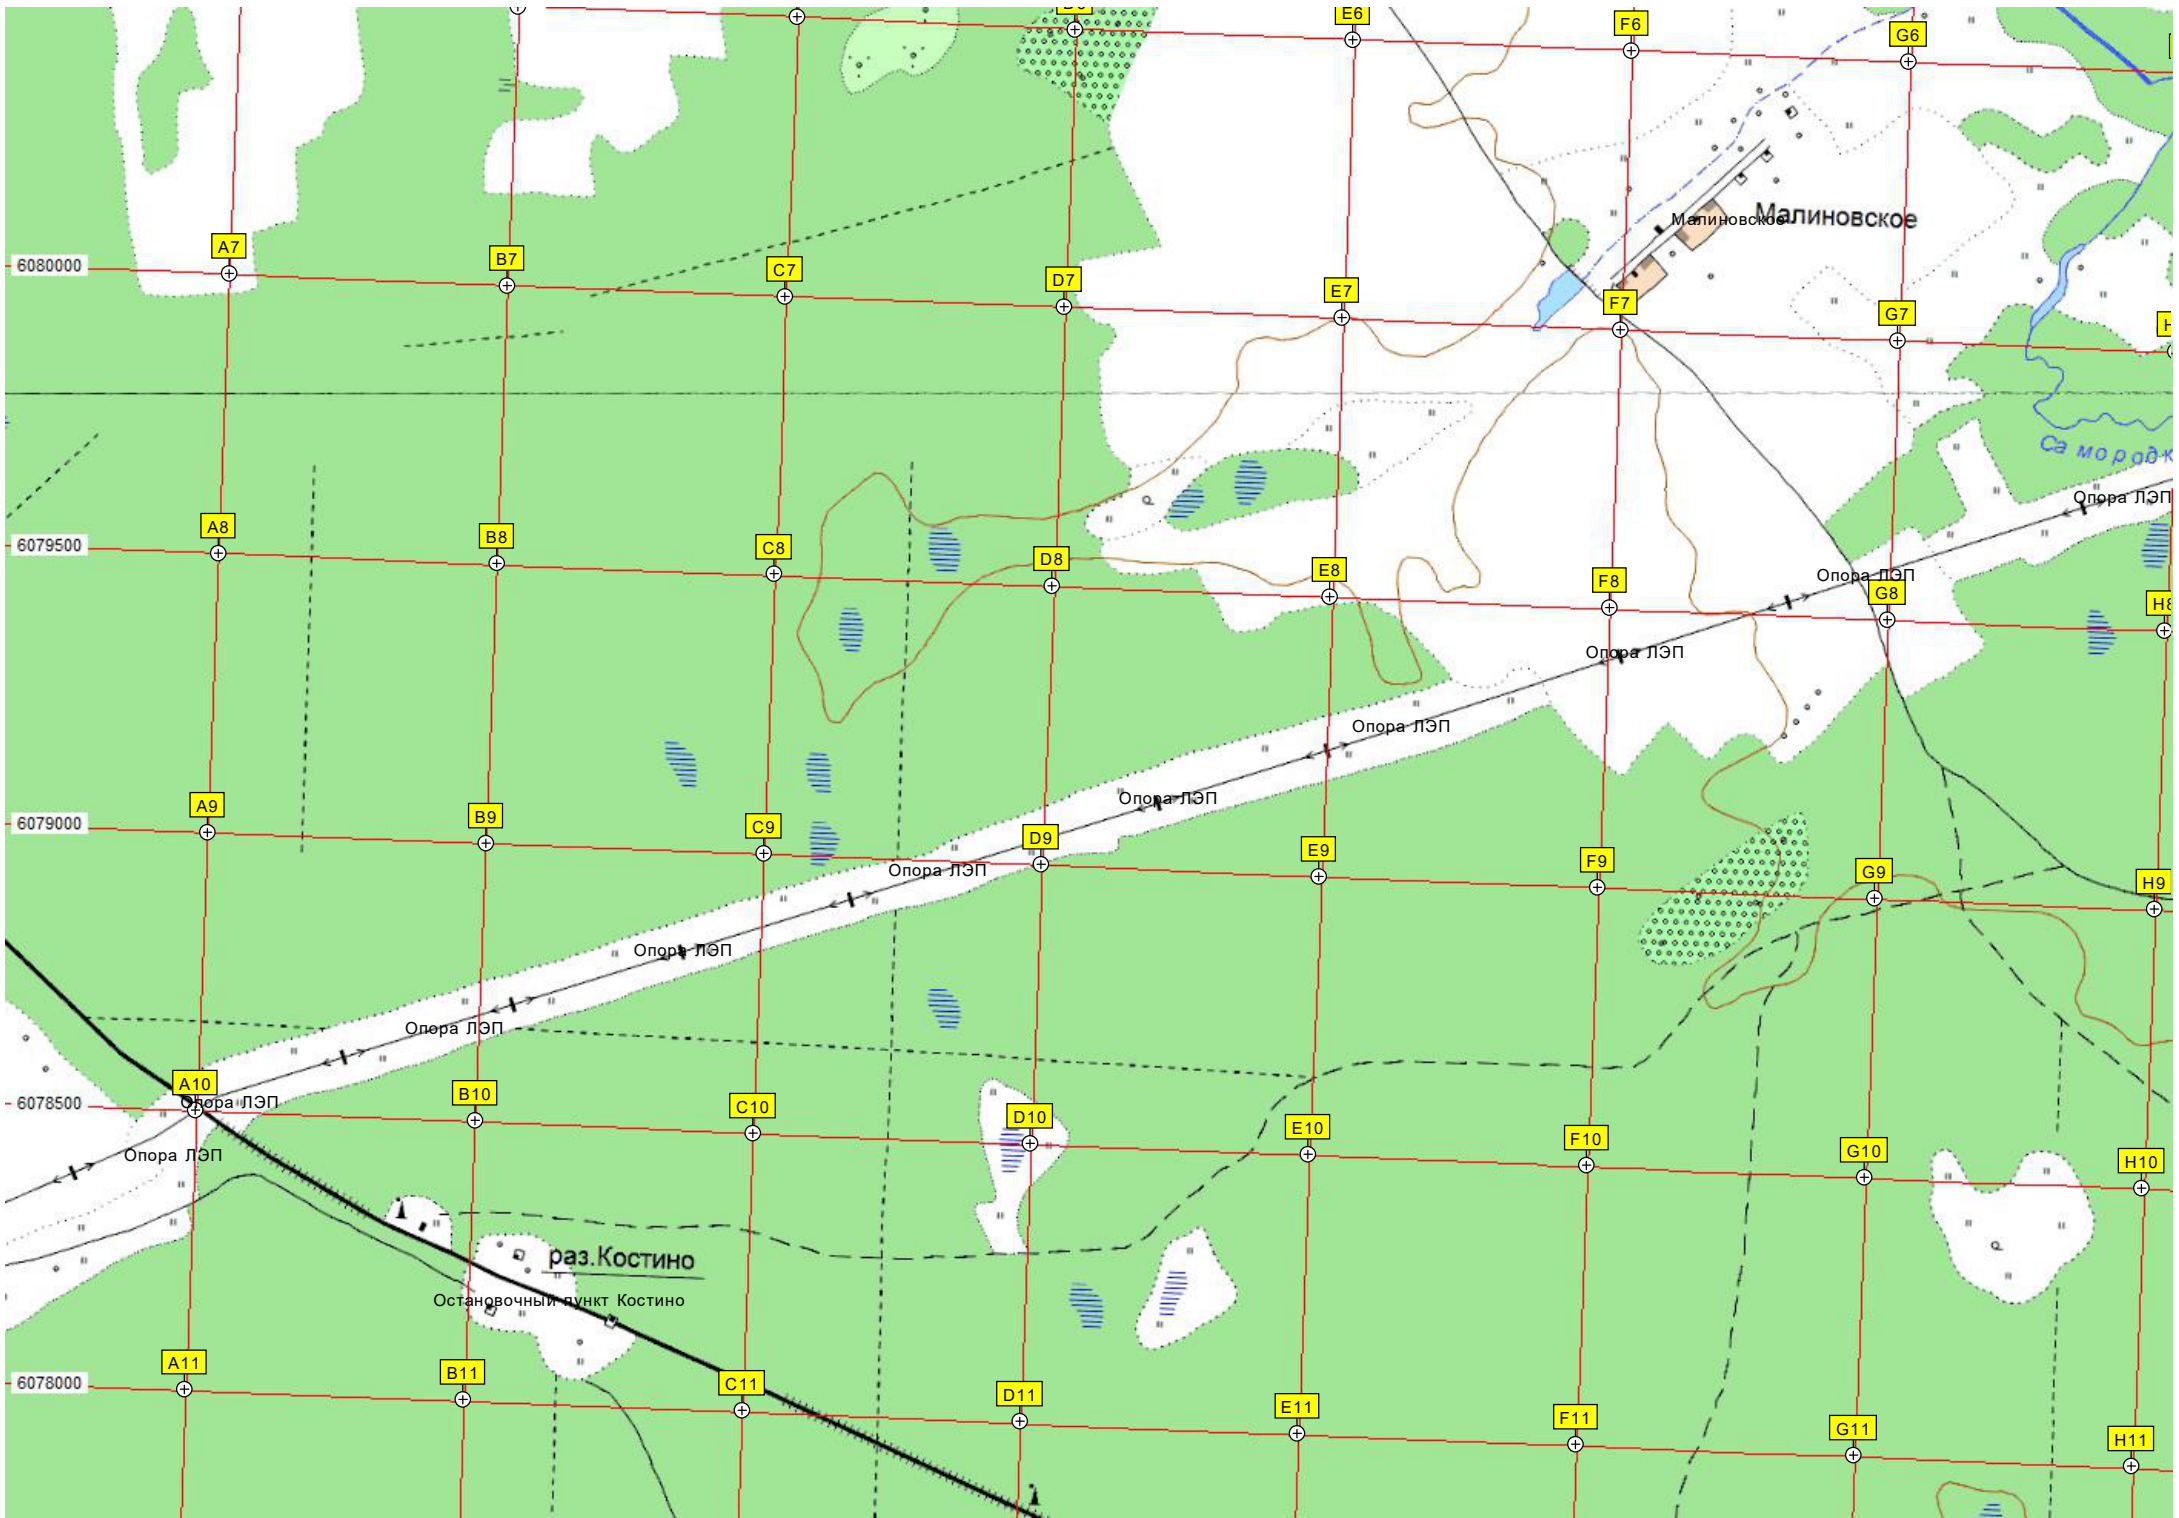 E6
F6
G6
Малиновское
Малиновское
A7
6080000
B7
C7
D7
E7
F7
G7
Опора ЛЭП
A8
6079500
B8
C8
D8
E8
F8
Опора ЛЭП
G8
H8
Опора ЛЭП
Опора ЛЭП
Опора ЛЭП
A9
6079000
B9
C9
D9
E9
F9
G9
H9
Опора ЛЭП
Опора ЛЭП
Опора ЛЭП
A10
6078500
Опора ЛЭП
B10
C10
D10
E10
F10
G10
H10
Опора ЛЭП
раз.Костино
Остановочный пункт Костино
A11
6078000
B11
C11
D11
E11
F11
G11
H11